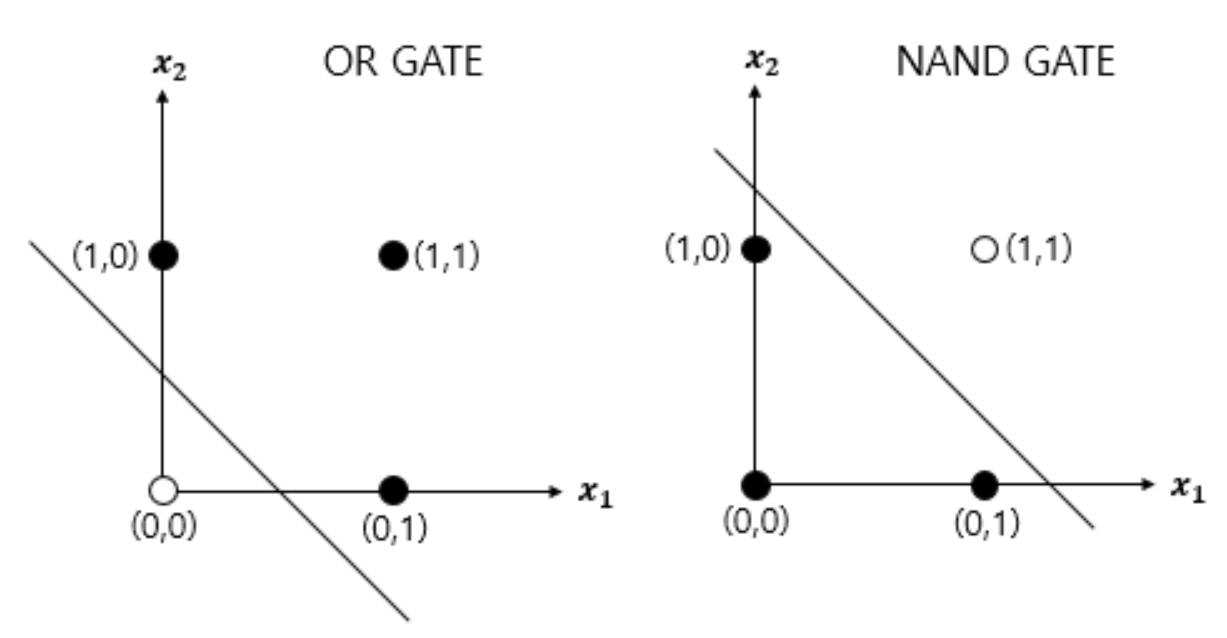 OR GATE
x₂
(1,0)
(1,1)
(0,0)
(0,1)
x₁
NAND GATE
x₂
(1,0)
(1,1)
(0,0)
(0,1)
x₁